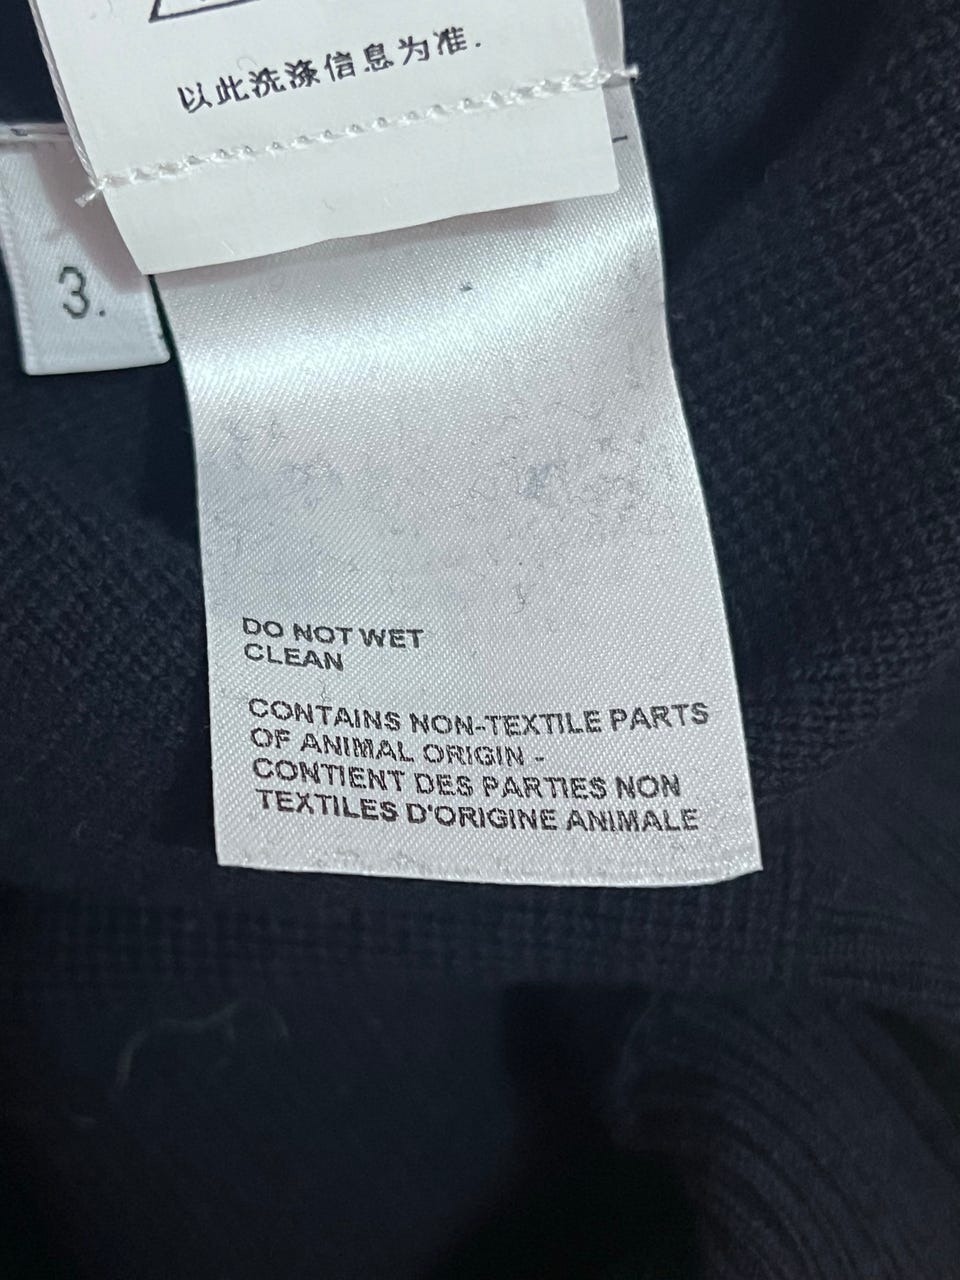 以此洗涤信息为准.
3.
DO NOT WET
CLEAN
CONTAINS NON-TEXTILE PARTS
OF ANIMAL ORIGIN -
CONTIENT DES PARTIES NON
TEXTILES D'ORIGINE ANIMALE